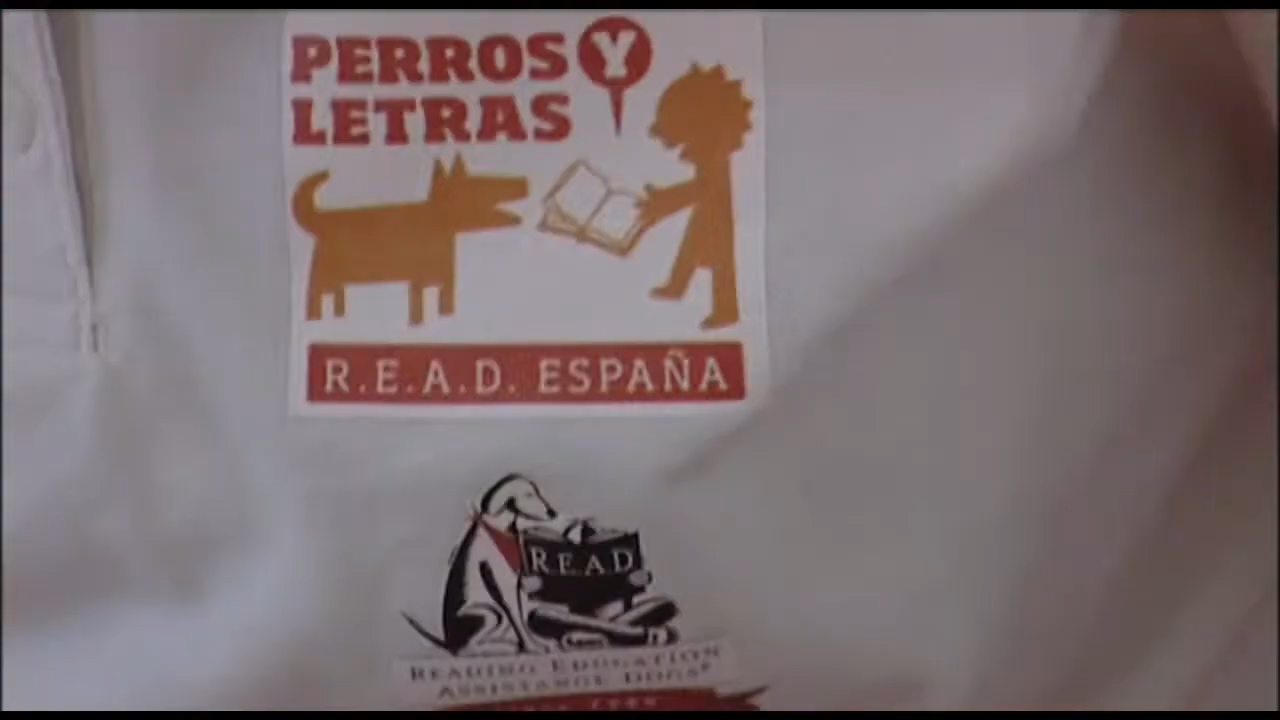 PERROS Y
LETRAS
R.E.A.D. ESPAÑA
READ
READING EDUCATION
ASSISTANCE DOGS®